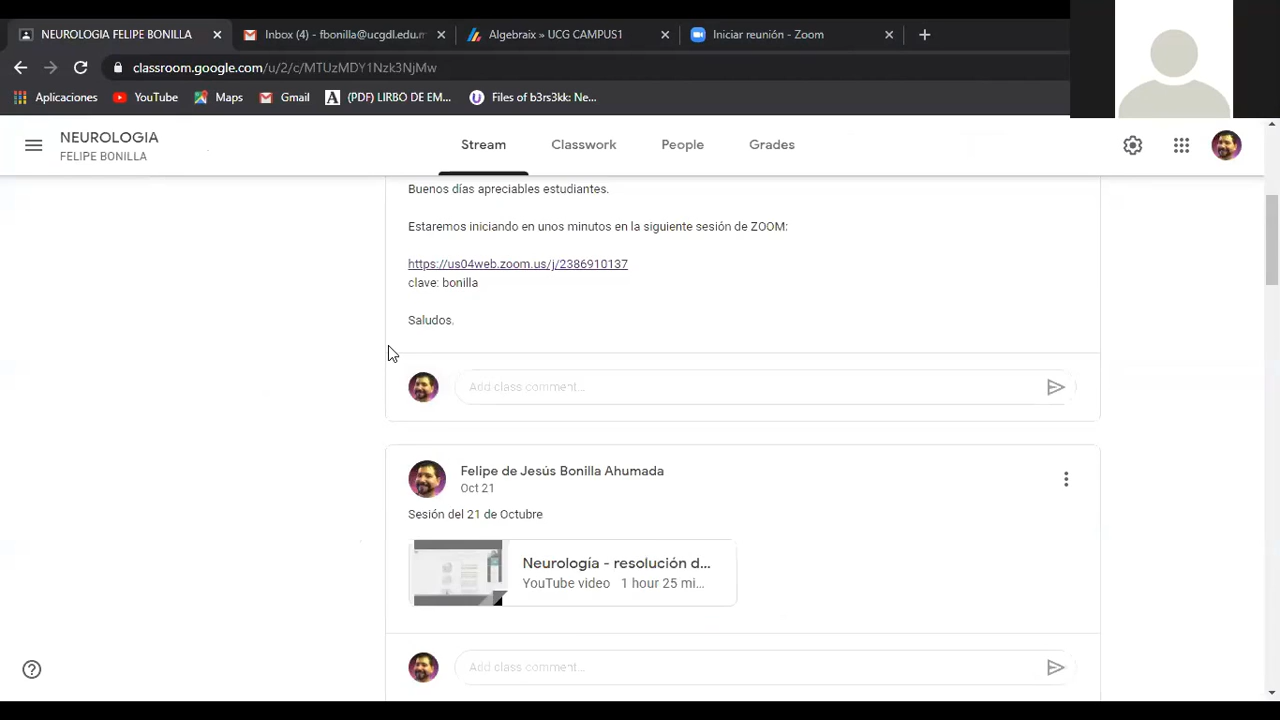 NEUROLOGIA FELIPE BONILLA
Inbox (4) - fbonilla@ucgdl.edu.m
Algebraix » UCG CAMPUS1
Iniciar reunión - Zoom
classroom.google.com/u/2/c/MTUzMDY1Nzk3NjMw
Aplicaciones
YouTube
Maps
Gmail
(PDF) LIRBO DE EM...
Files of b3rs3kk: Ne...
NEUROLOGIA
FELIPE BONILLA
Stream
Classwork
People
Grades
Buenos días apreciables estudiantes.
Estaremos iniciando en unos minutos en la siguiente sesión de ZOOM:
https://us04web.zoom.us/j/2386910137
clave: bonilla
Saludos.
Add class comment...
Felipe de Jesús Bonilla Ahumada
Oct 21
Sesión del 21 de Octubre
Neurología - resolución d...
YouTube video 1 hour 25 mi...
Add class comment...